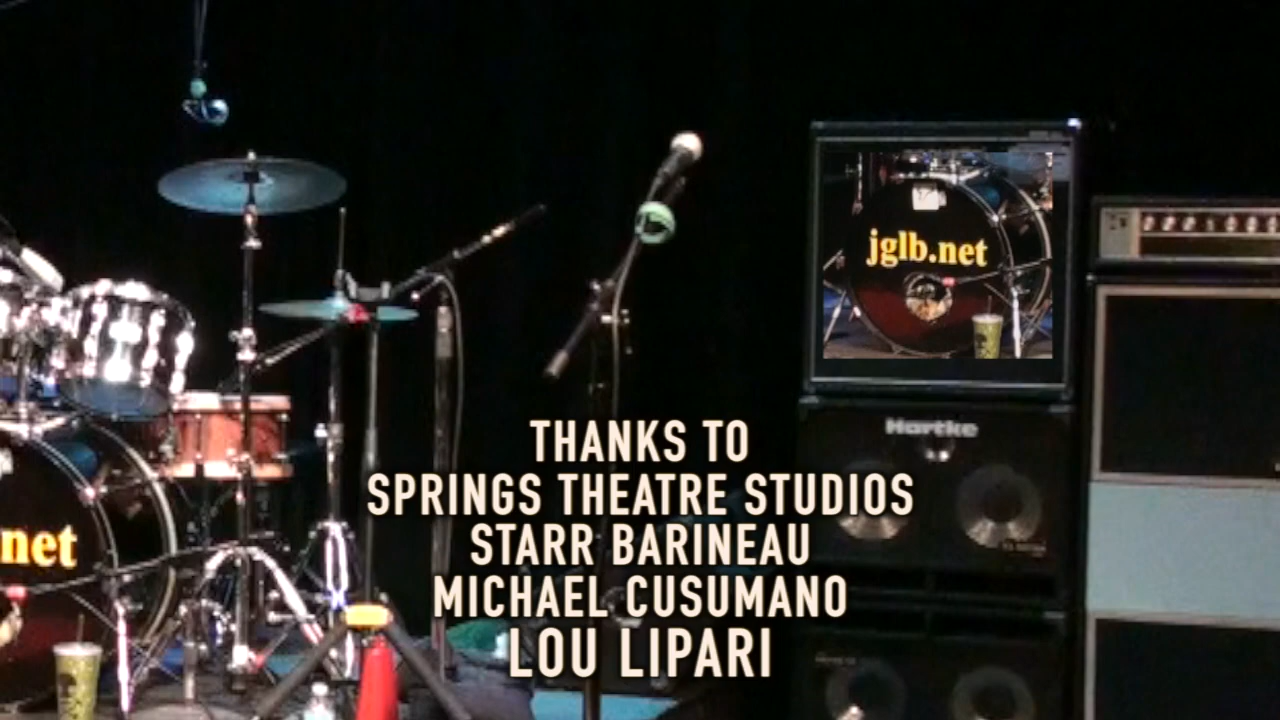 jglb.net
Hartke
THANKS TO
SPRINGS THEATRE STUDIOS
STARR BARINEAU
MICHAEL CUSUMANO
LOU LIPARI
net